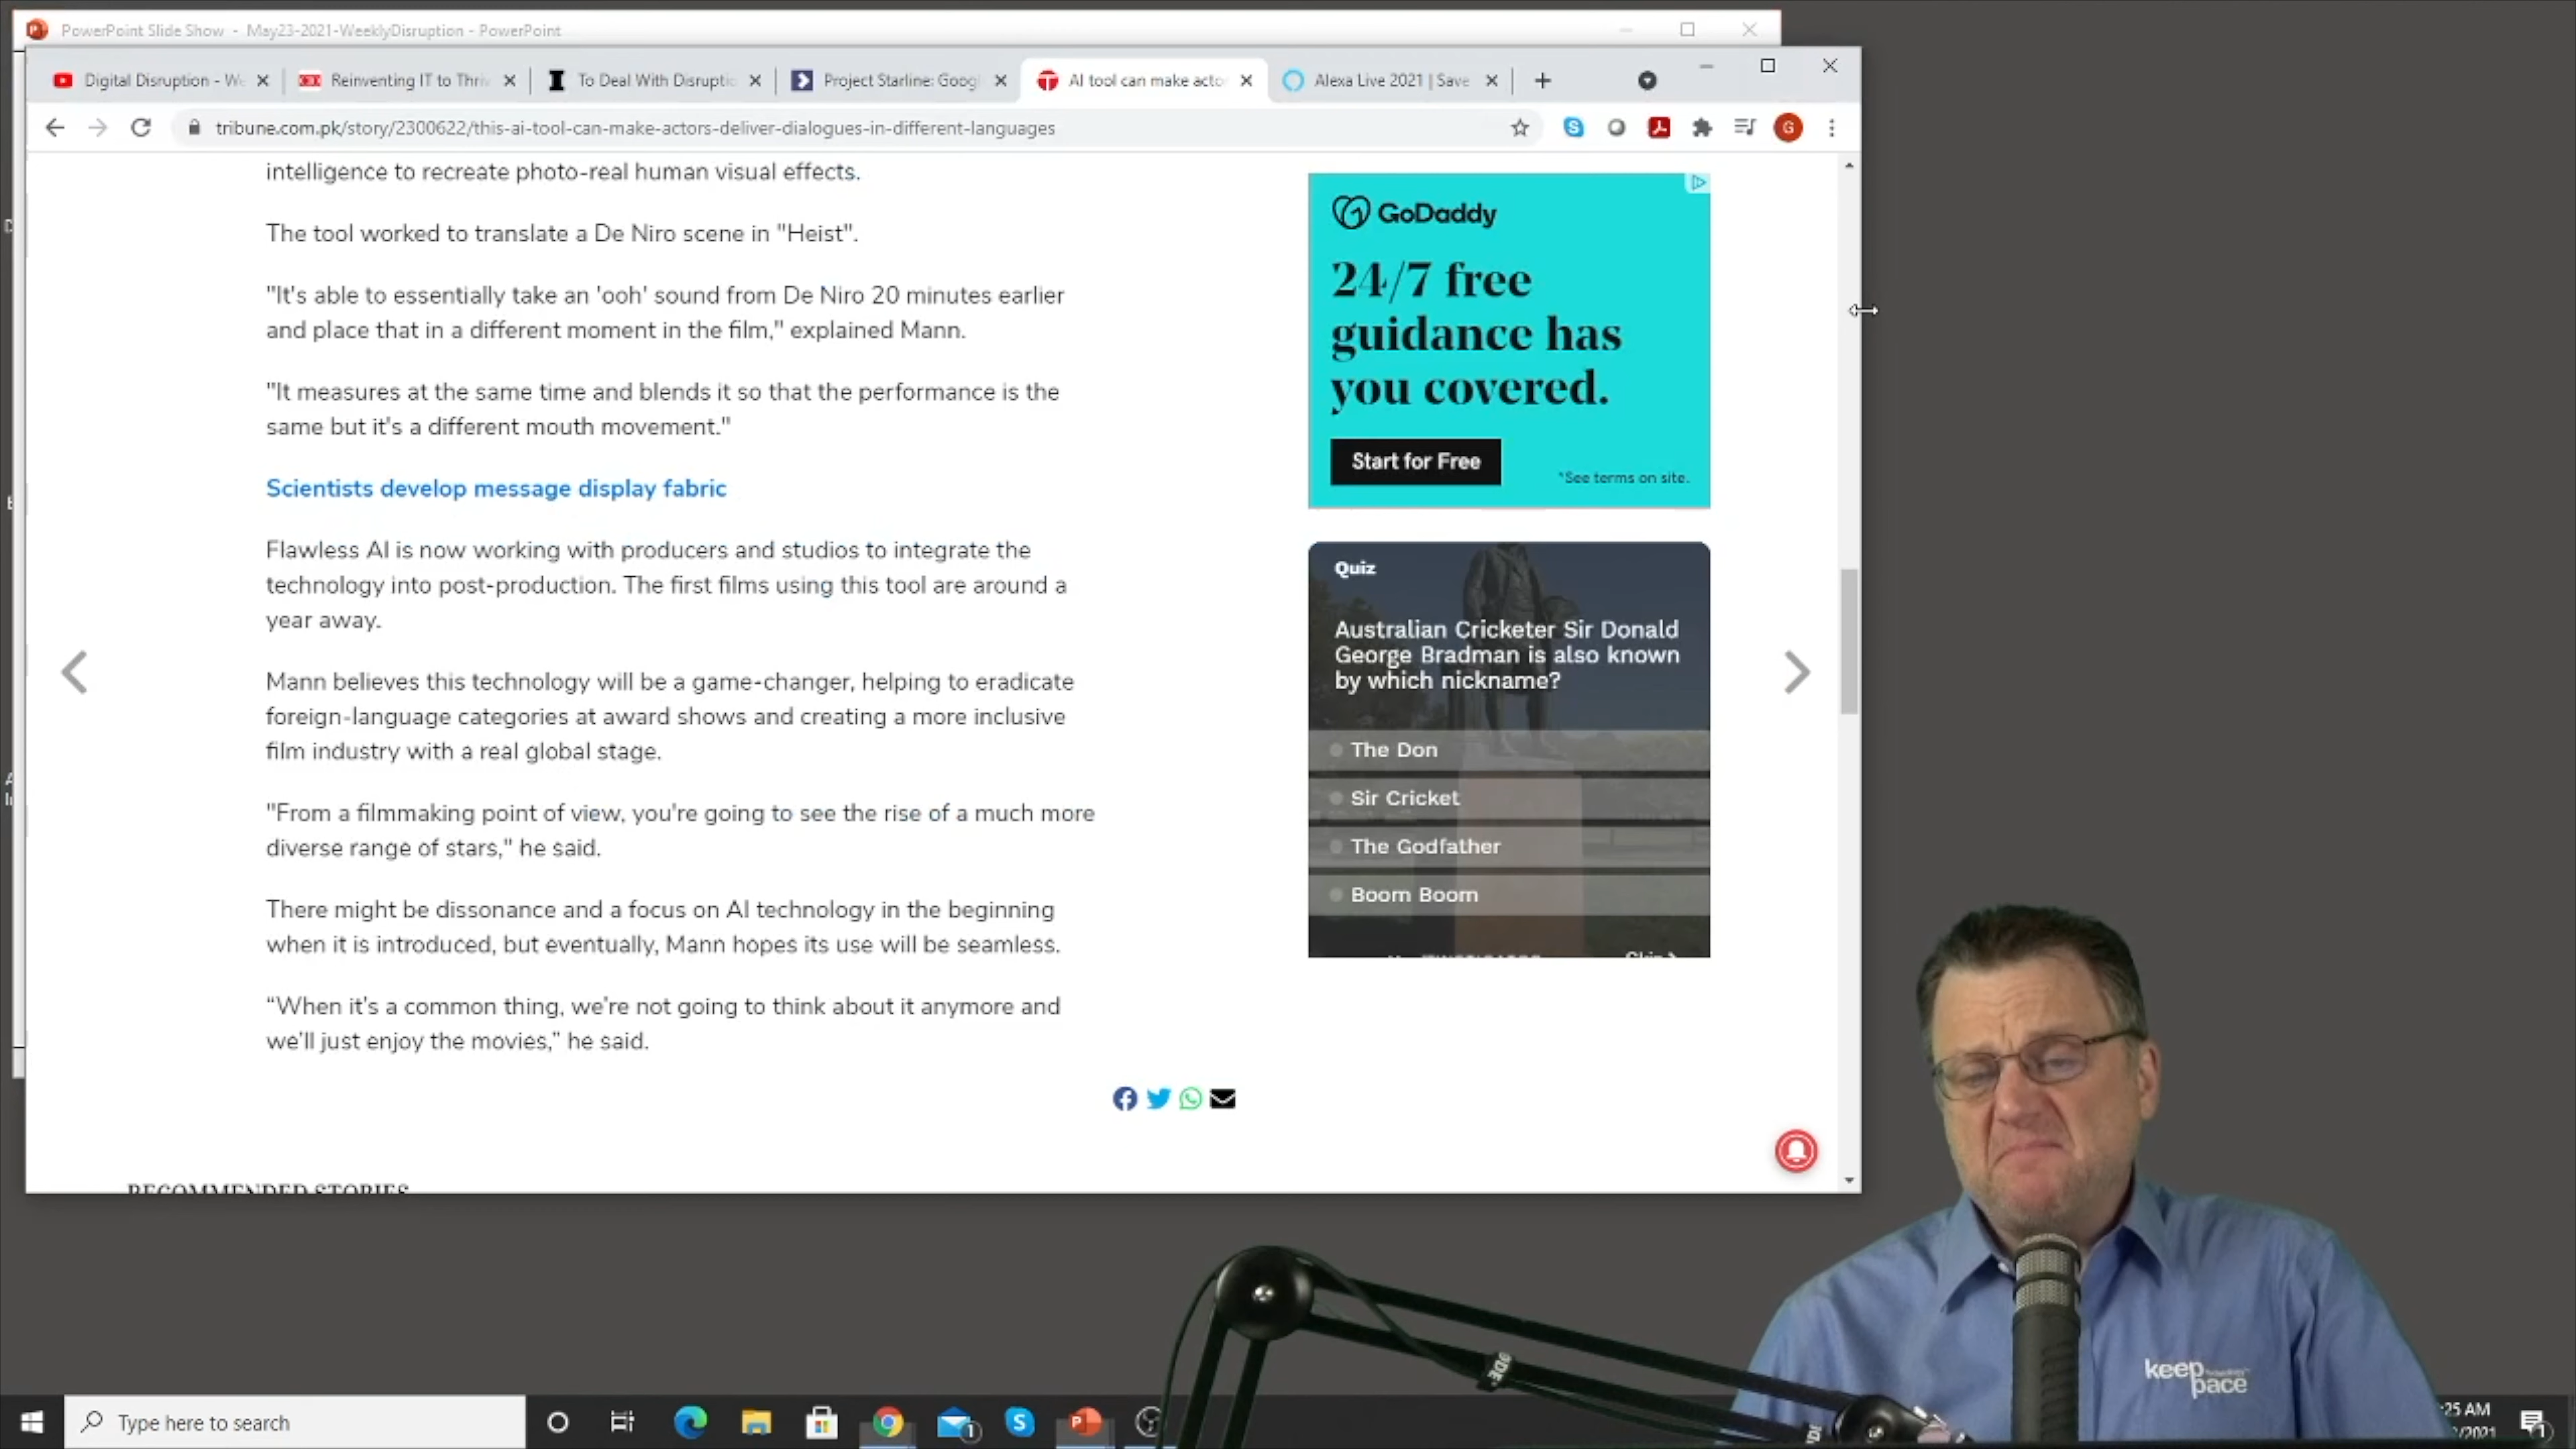 PowerPoint Slide Show - May23-2021-WeeklyDisruption - PowerPoint
Digital Disruption - We
Reinventing IT to Thriv
To Deal With Disruptic
Project Starline: Googl
AI tool can make acto
Alexa Live 2021 | Save
tribune.com.pk/story/2300622/this-ai-tool-can-make-actors-deliver-dialogues-in-different-languages
G
intelligence to recreate photo-real human visual effects.
The tool worked to translate a De Niro scene in "Heist".
"It's able to essentially take an 'ooh' sound from De Niro 20 minutes earlier
and place that in a different moment in the film," explained Mann.
"It measures at the same time and blends it so that the performance is the
same but it's a different mouth movement."
Scientists develop message display fabric
Flawless AI is now working with producers and studios to integrate the
technology into post-production. The first films using this tool are around a
year away.
Mann believes this technology will be a game-changer, helping to eradicate
foreign-language categories at award shows and creating a more inclusive
film industry with a real global stage.
"From a filmmaking point of view, you're going to see the rise of a much more
diverse range of stars," he said.
There might be dissonance and a focus on AI technology in the beginning
when it is introduced, but eventually, Mann hopes its use will be seamless.
“When it’s a common thing, we’re not going to think about it anymore and
we’ll just enjoy the movies,” he said.
RECOMMENDED STORIES
GoDaddy
24/7 free
guidance has
you covered.
Start for Free
*See terms on site.
Quiz
Australian Cricketer Sir Donald
George Bradman is also known
by which nickname?
The Don
Sir Cricket
The Godfather
Boom Boom
Skip
keep
pace
Type here to search
1
:25 AM
/2021
1